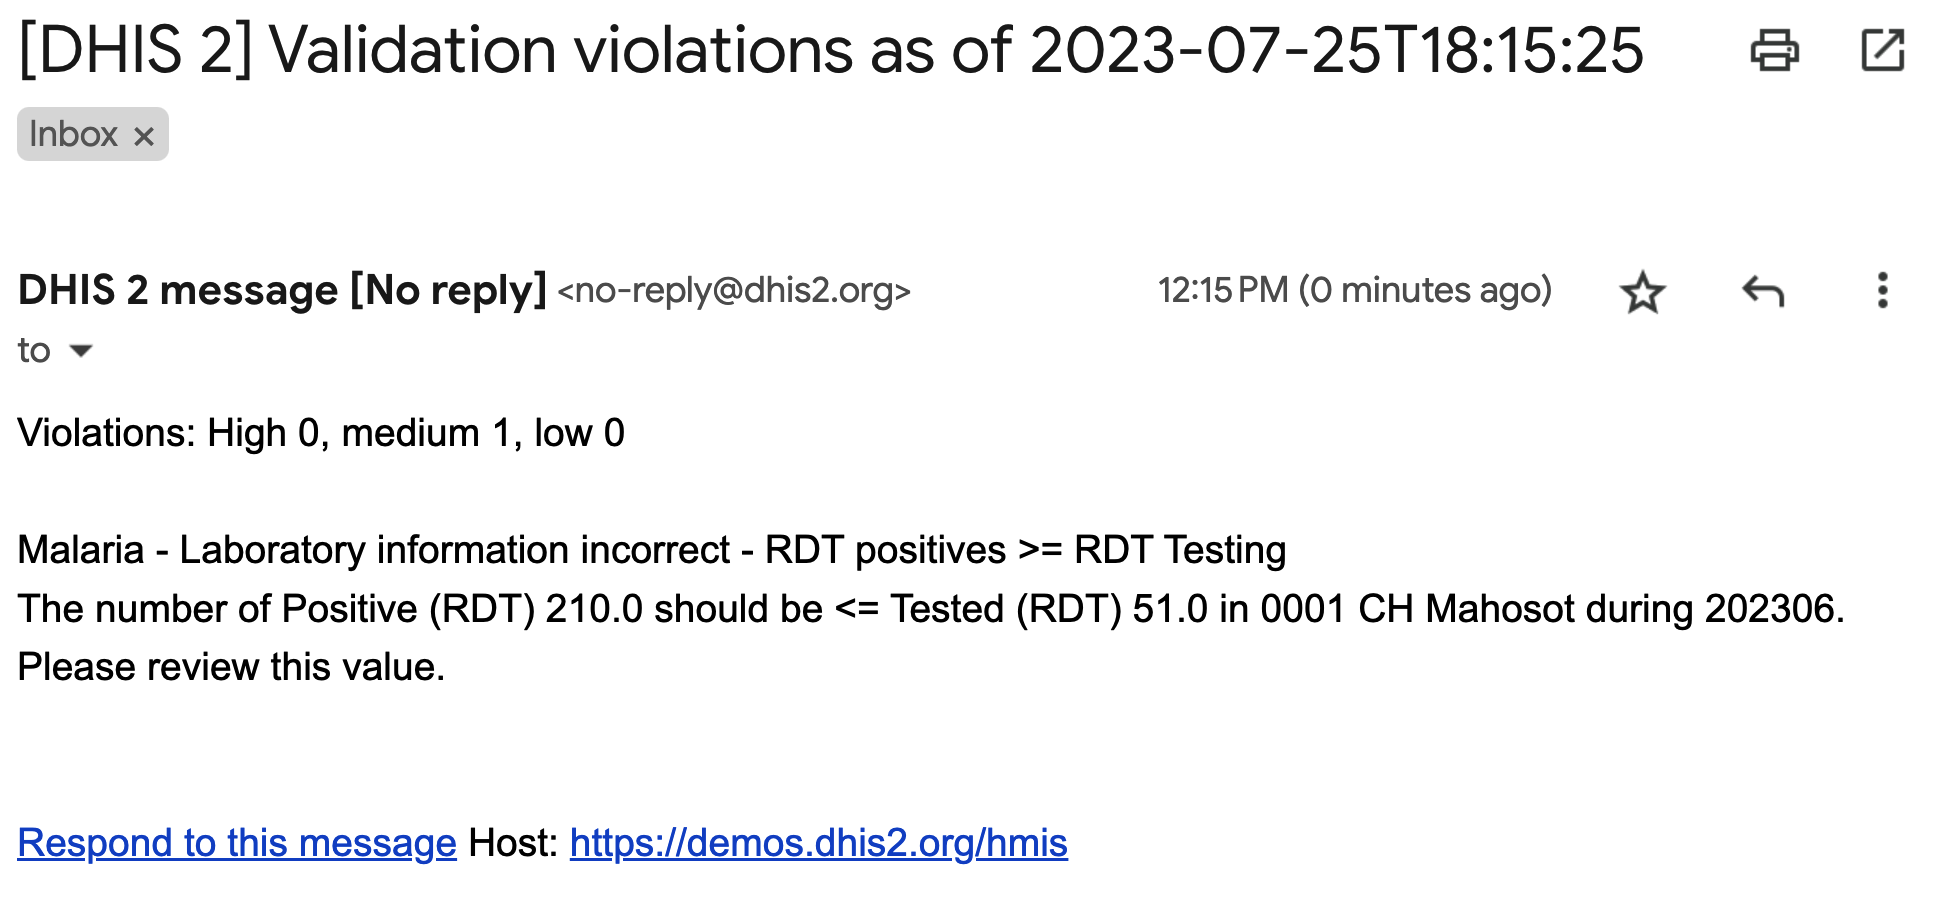 [DHIS 2] Validation violations as of 2023-07-25T18:15:25
Inbox ×
DHIS 2 message [No reply] <no-reply@dhis2.org> 12:15 PM (0 minutes ago)
to
Violations: High 0, medium 1, low 0
Malaria - Laboratory information incorrect - RDT positives >= RDT Testing
The number of Positive (RDT) 210.0 should be <= Tested (RDT) 51.0 in 0001 CH Mahosot during 202306.
Please review this value.
Respond to this message Host: https://demos.dhis2.org/hmis